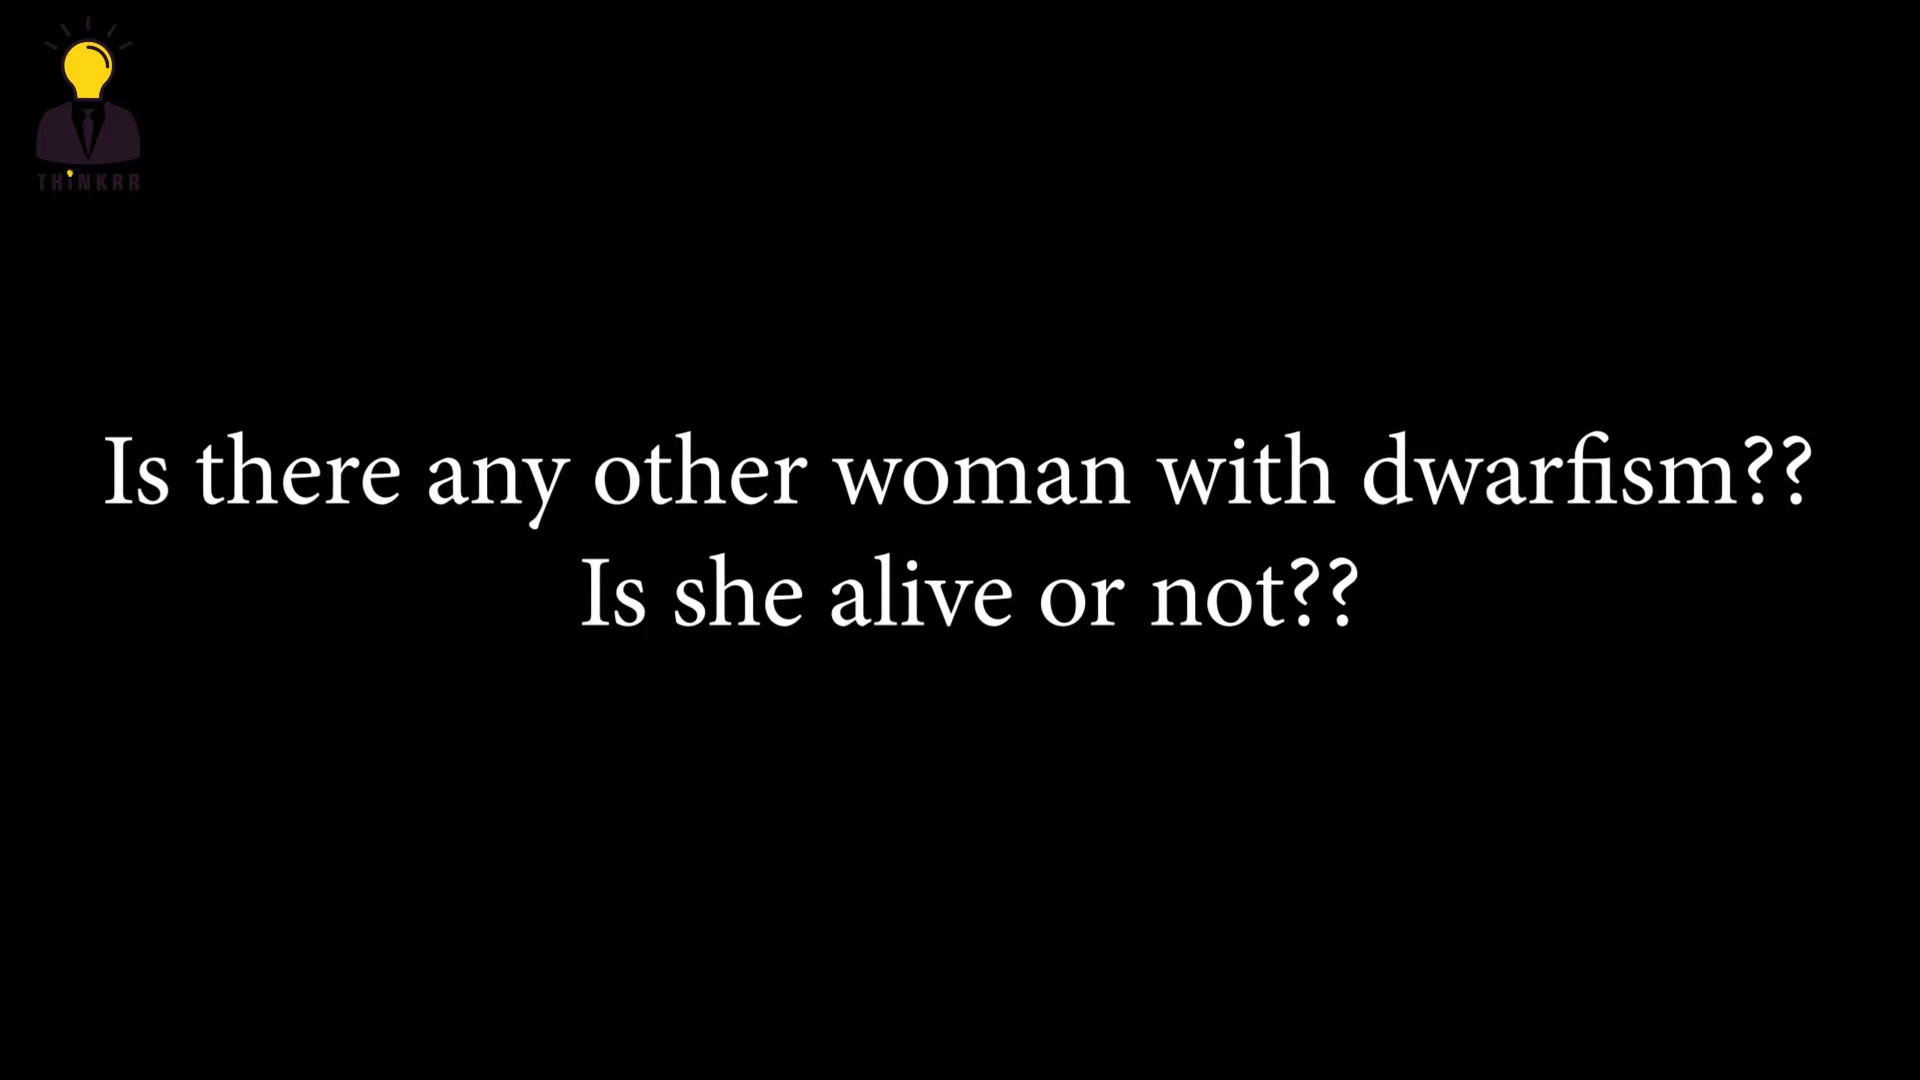 THiNKRR
Is there any other woman with dwarfism??
Is she alive or not??